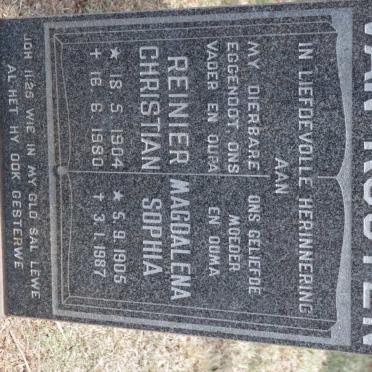 IN LIEFDEVOLLE HERINNERING
AAN
MY DIERBARE
EGGENOOT, ONS
VADER EN OUPA
REINIER
CHRISTIAN
★ 18 5 1904
✝ 16 6 1980
ONS GELIEFDE
MOEDER
EN OUMA
MAGDALENA
SOPHIA
★ 5.9.1905
✝ 3.1.1987
JOH 11:25 WIE IN MY GLO SAL LEWE
AL HET HY OOK GESTERWE